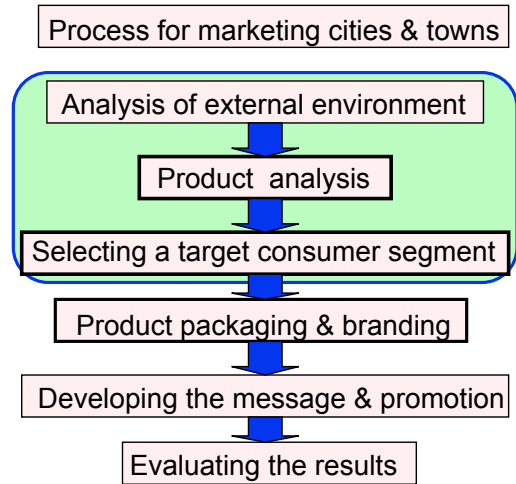 Process for marketing cities & towns
Analysis of external environment
Product analysis
Selecting a target consumer segment
Product packaging & branding
Developing the message & promotion
Evaluating the results